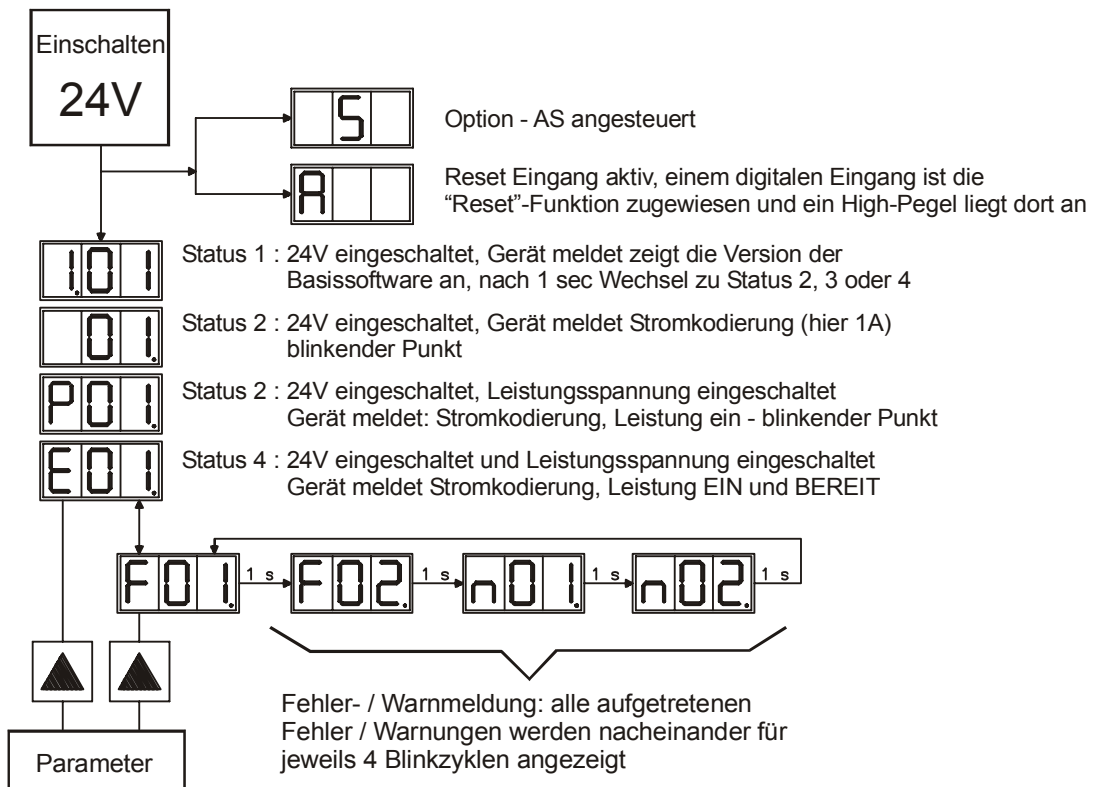 Einschalten
24V
S
Option - AS angesteuert
A
Reset Eingang aktiv, einem digitalen Eingang ist die
“Reset”-Funktion zugewiesen und ein High-Pegel liegt dort an
1.01
Status 1 : 24V eingeschaltet, Gerät meldet zeigt die Version der
Basissoftware an, nach 1 sec Wechsel zu Status 2, 3 oder 4
01.
Status 2 : 24V eingeschaltet, Gerät meldet Stromkodierung (hier 1A)
blinkender Punkt
P01.
Status 2 : 24V eingeschaltet, Leistungsspannung eingeschaltet
Gerät meldet: Stromkodierung, Leistung ein - blinkender Punkt
E01.
Status 4 : 24V eingeschaltet und Leistungsspannung eingeschaltet
Gerät meldet Stromkodierung, Leistung EIN und BEREIT
F01. 1 s F02. 1 s n01. 1 s n02. 1 s
Fehler- / Warnmeldung: alle aufgetretenen
Fehler / Warnungen werden nacheinander für
jeweils 4 Blinkzyklen angezeigt
Parameter